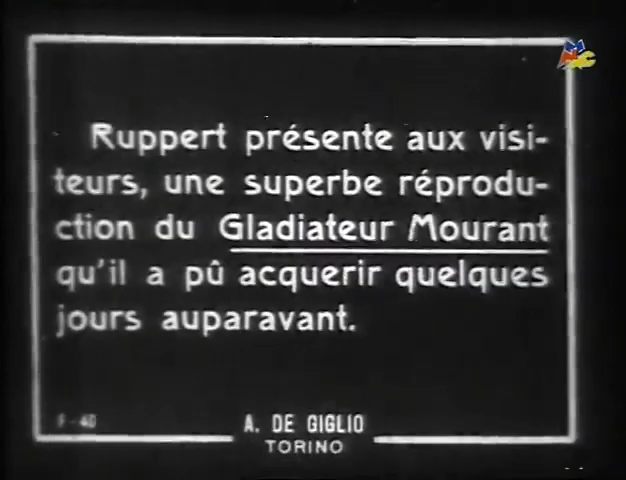 Ruppert présente aux visi-
teurs, une superbe réprodu-
ction du Gladiateur Mourant
qu'il a pû acquerir quelques
jours auparavant.
F-40
A. DE GIGLIO
TORINO